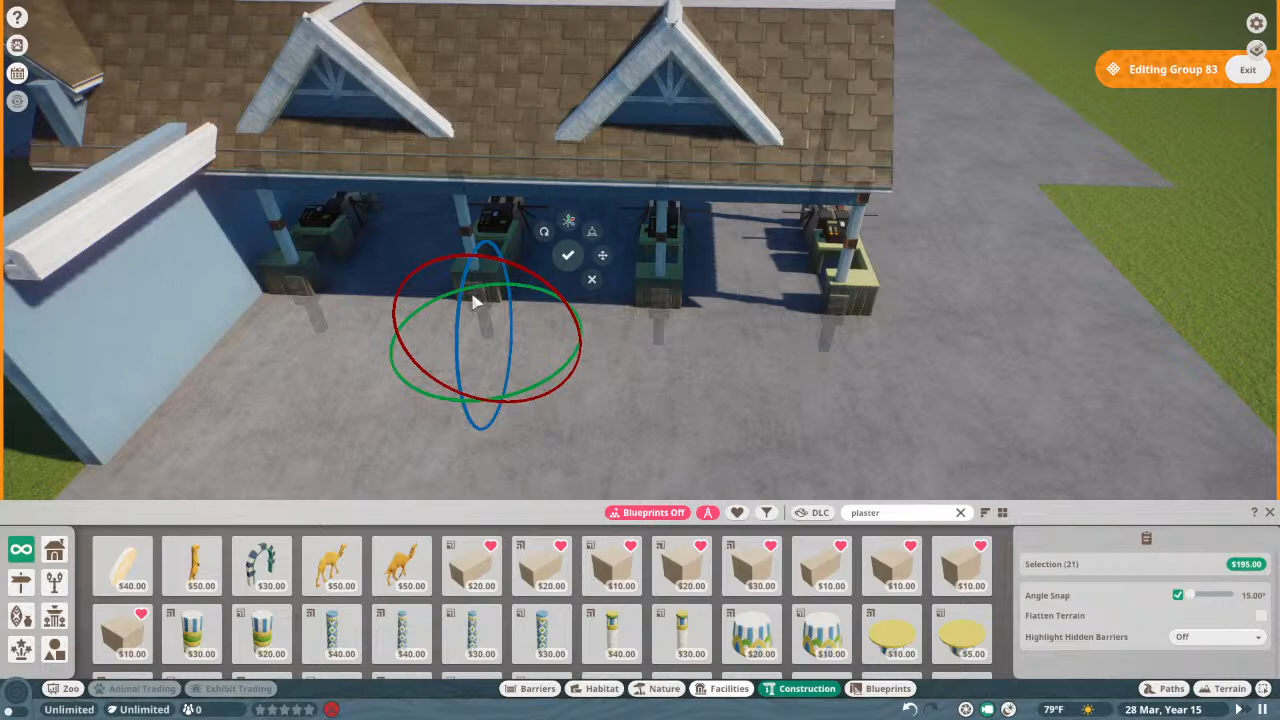 ?
Editing Group 83
Exit
Blueprints Off
DLC
plaster
?
$40.00
$50.00
$30.00
$50.00
$50.00
$20.00
$20.00
$10.00
$20.00
$30.00
$10.00
$10.00
$10.00
$10.00
$30.00
$20.00
$40.00
$40.00
$30.00
$30.00
$40.00
$30.00
$20.00
$10.00
$10.00
$5.00
Selection (21)
$195.00
Angle Snap
15.00°
Flatten Terrain
Highlight Hidden Barriers
Off
Zoo
Animal Trading
Exhibit Trading
Barriers
Habitat
Nature
Facilities
Construction
Blueprints
Paths
Terrain
Unlimited
Unlimited
0
79°F
28 Mar, Year 15